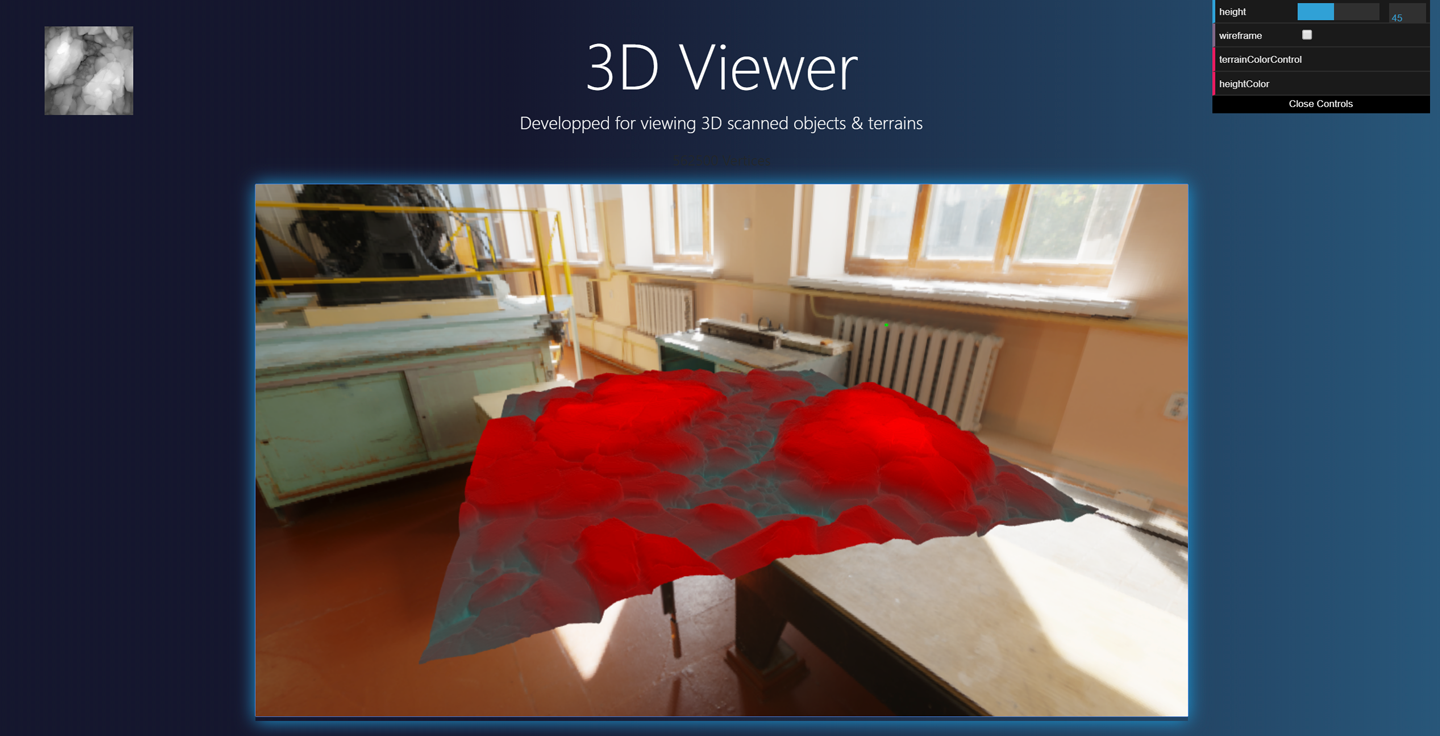 3D Viewer
Developped for viewing 3D scanned objects & terrains
height 45
wireframe
terrainColorControl
heightColor
Close Controls